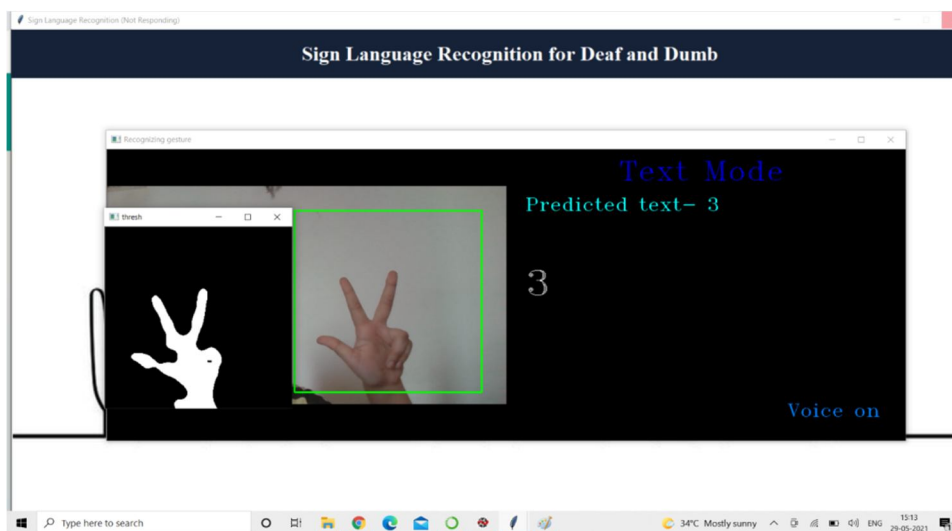 Sign Language Recognition (Not Responding)
Sign Language Recognition for Deaf and Dumb
Recognizing gesture
Text Mode
thresh
Predicted text- 3
3
Voice on
Type here to search
34°C Mostly sunny
ENG
15:13
29-05-2021